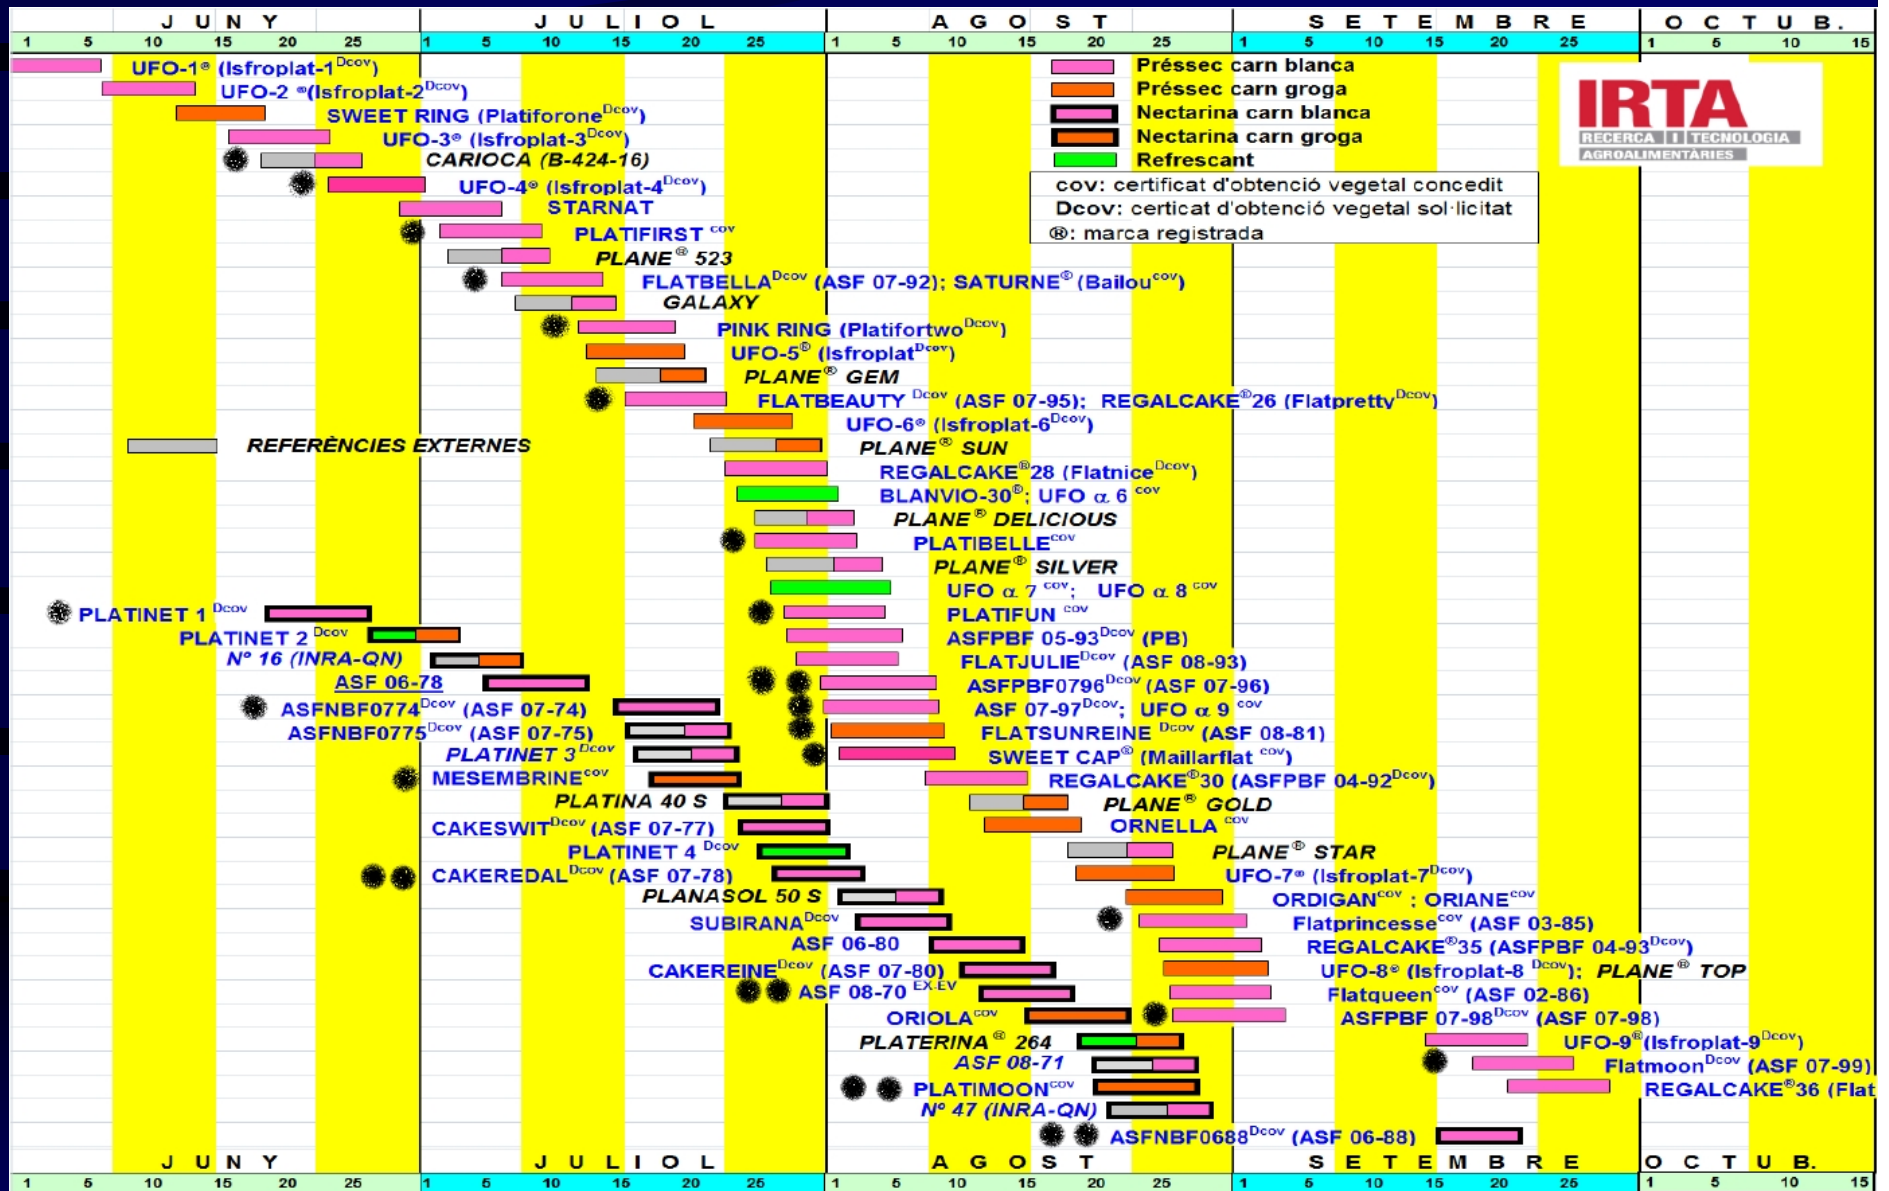 J U N Y J U L I O L A G O S T S E T E M B R E O C T U B.
1 5 10 15 20 25 1 5 10 15 20 25 1 5 10 15 20 25 1 5 10 15 20 25 1 5 10 15
UFO-1® (Isfroplat-1Dcov) Préssec carn blanca
UFO-2 ®(Isfroplat-2Dcov) Préssec carn groga
SWEET RING (PlatiforoneDcov) Nectarina carn blanca
UFO-3® (Isfroplat-3Dcov) Nectarina carn groga
CARIOCA (B-424-16) Refrescant
IRTA
RECERCA I TECNOLOGIA
AGROALIMENTÀRIES
UFO-4® (Isfroplat-4Dcov) cov: certificat d'obtenció vegetal concedit
STARNAT Dcov: certicat d'obtenció vegetal sol·licitat
PLATIFIRST cov ®: marca registrada
PLANE® 523
FLATBELLADcov (ASF 07-92); SATURNE® (Bailoucov)
GALAXY
PINK RING (PlatifortwoDcov)
UFO-5® (IsfroplatDcov)
PLANE® GEM
FLATBEAUTY Dcov (ASF 07-95); REGALCAKE®26 (FlatprettyDcov)
UFO-6® (Isfroplat-6Dcov)
REFERÈNCIES EXTERNES PLANE® SUN
REGALCAKE®28 (FlatniceDcov)
BLANVIO-30®; UFO α 6 cov
PLANE® DELICIOUS
PLATIBELLEcov
PLANE® SILVER
UFO α 7 cov; UFO α 8 cov
PLATINET 1 Dcov PLATIFUN cov
PLATINET 2 Dcov ASFPBF 05-93Dcov (PB)
Nº 16 (INRA-QN) FLATJULIEDcov (ASF 08-93)
ASF 06-78 ASFPBF0796Dcov (ASF 07-96)
ASFNBF0774Dcov (ASF 07-74) ASF 07-97Dcov; UFO α 9 cov
ASFNBF0775Dcov (ASF 07-75) FLATSUNREINE Dcov (ASF 08-81)
PLATINET 3Dcov SWEET CAP® (Maillarflat cov)
MESEMBRINEcov REGALCAKE®30 (ASFPBF 04-92Dcov)
PLATINA 40 S PLANE® GOLD
CAKESWITDcov (ASF 07-77) ORNELLA cov
PLATINET 4 Dcov PLANE® STAR
CAKEREDALDcov (ASF 07-78) UFO-7® (Isfroplat-7Dcov)
PLANASOL 50 S ORDIGANcov ; ORIANEcov
SUBIRANADcov Flatprincessecov (ASF 03-85)
ASF 06-80 REGALCAKE®35 (ASFPBF 04-93Dcov)
CAKEREINEDcov (ASF 07-80) UFO-8® (Isfroplat-8 Dcov); PLANE® TOP
ASF 08-70 EX-EV Flatqueencov (ASF 02-86)
ORIOLAcov ASFPBF 07-98Dcov (ASF 07-98)
PLATERINA® 264 UFO-9®(Isfroplat-9Dcov)
ASF 08-71 FlatmoonDcov (ASF 07-99)
PLATIMOONcov REGALCAKE®36 (Flat
Nº 47 (INRA-QN)
ASFNBF0688Dcov (ASF 06-88)
J U N Y J U L I O L A G O S T S E T E M B R E O C T U B.
1 5 10 15 20 25 1 5 10 15 20 25 1 5 10 15 20 25 1 5 10 15 20 25 1 5 10 15